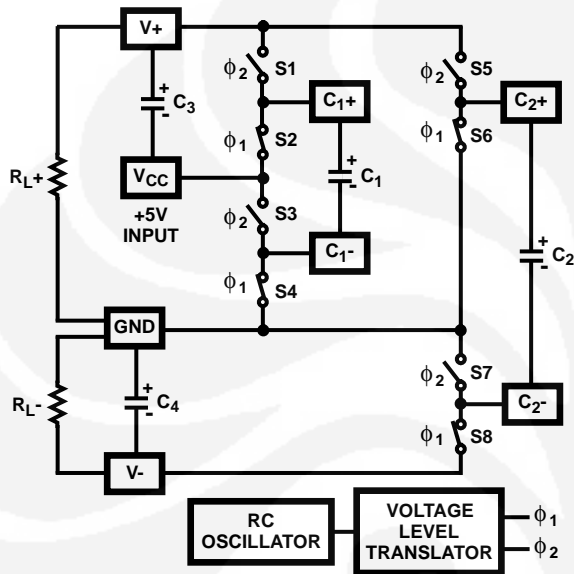 V+
S1
ϕ2
S5
ϕ2
+
-
C3
C1+
C2+
S2
ϕ1
S6
ϕ1
RL+
VCC
+
-
C1
+5V
INPUT
S3
ϕ2
C1-
+
-
C2
S4
ϕ1
GND
S7
ϕ2
RL-
+
-
C4
C2-
S8
ϕ1
V-
RC
OSCILLATOR
VOLTAGE
LEVEL
TRANSLATOR
ϕ1
ϕ2